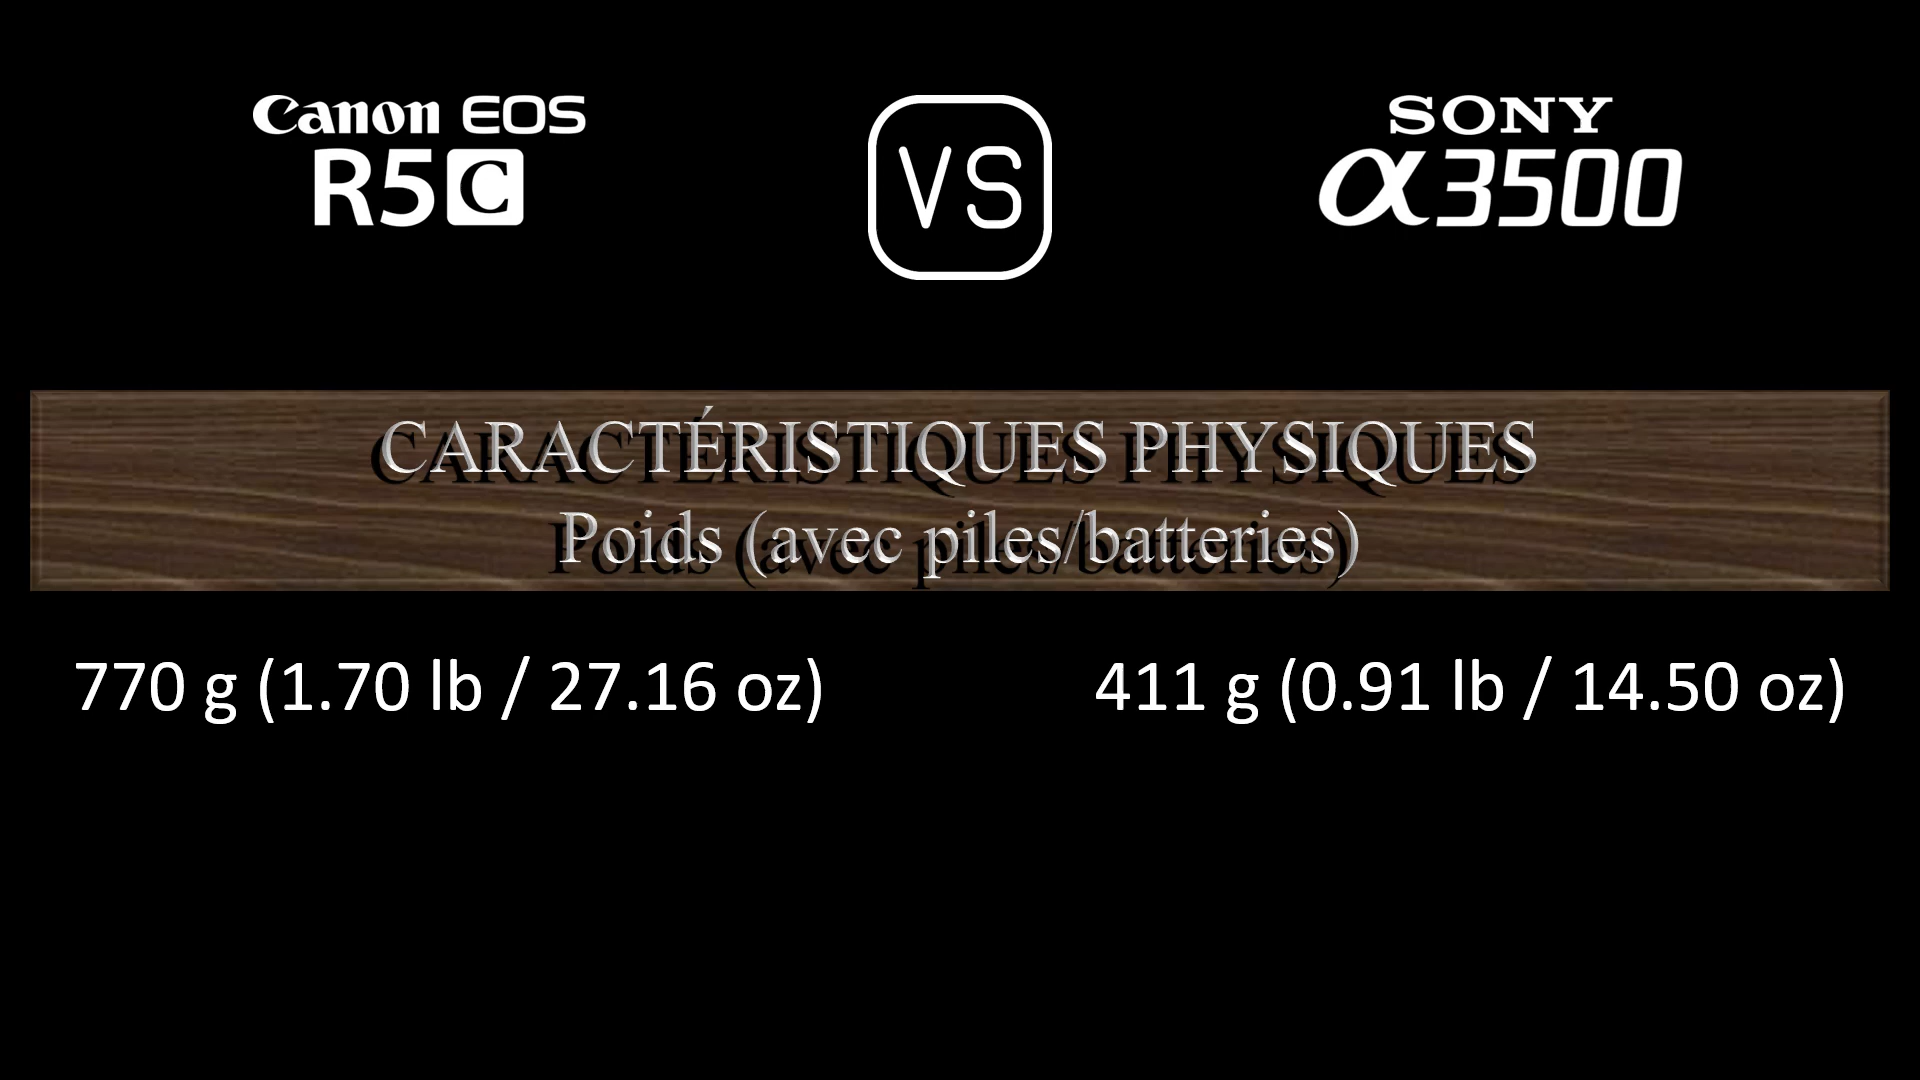 Canon EOS
R5 C
VS
SONY
α3500
CARACTÉRISTIQUES PHYSIQUES
Poids (avec piles/batteries)
770 g (1.70 lb / 27.16 oz)
411 g (0.91 lb / 14.50 oz)